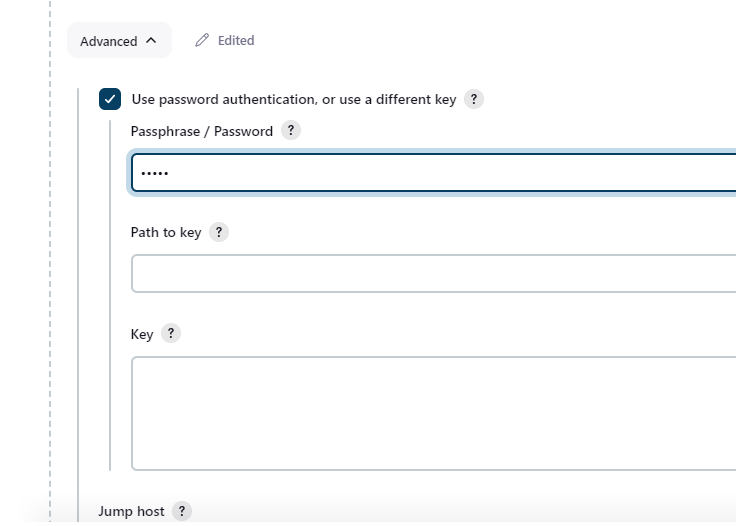 Advanced
Edited
Use password authentication, or use a different key ?
Passphrase / Password ?
•••••
Path to key ?
Key ?
Jump host ?